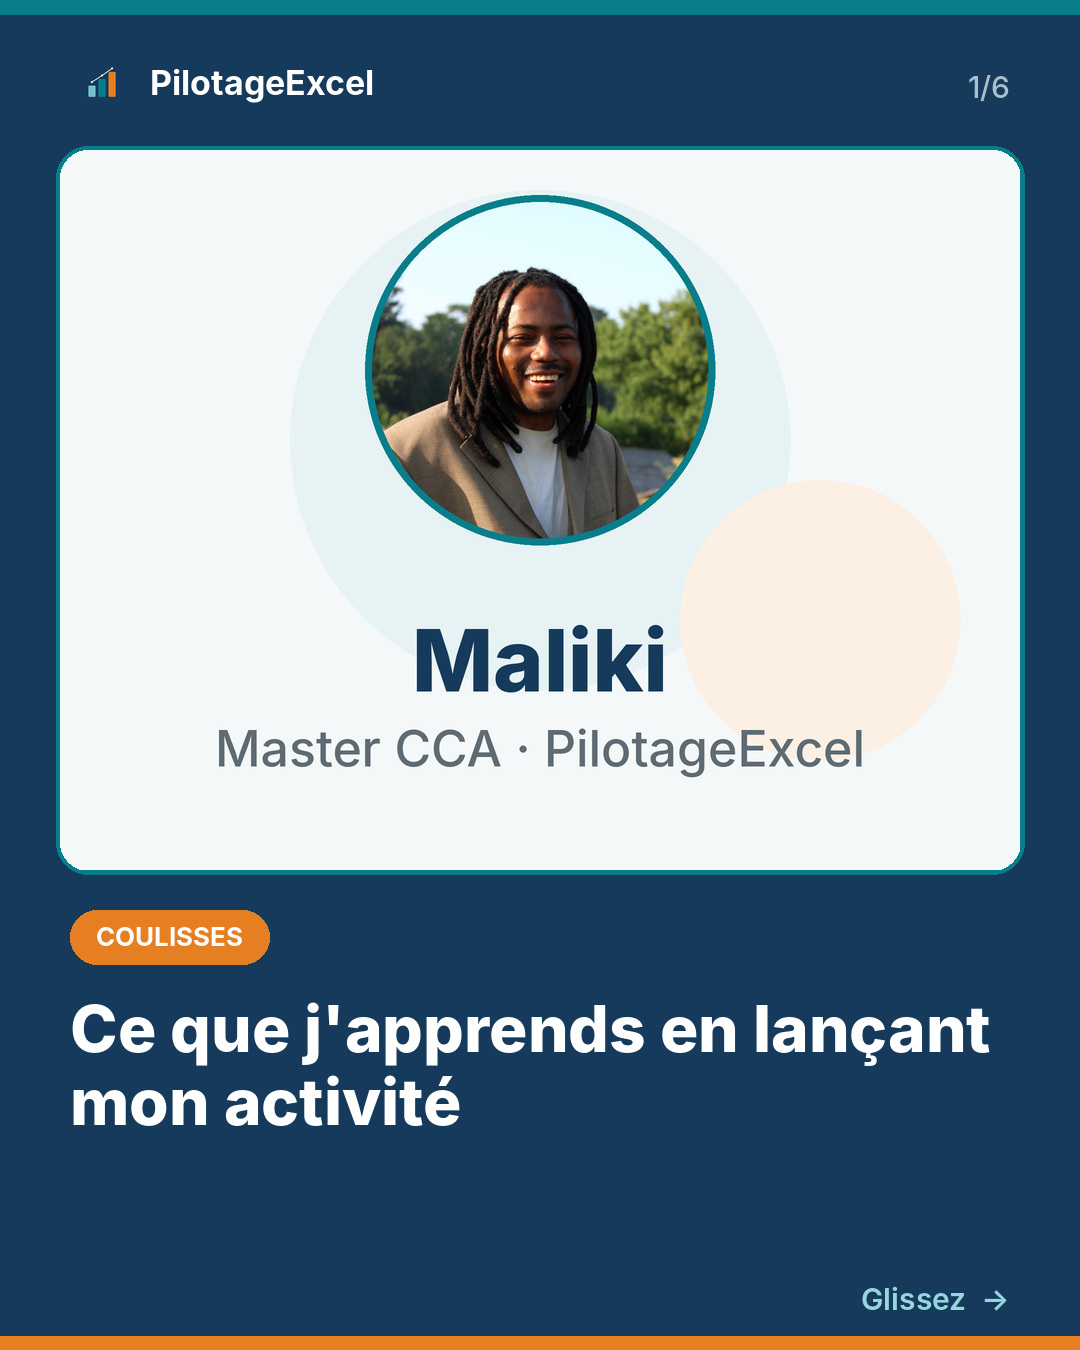 PilotageExcel
1/6
Maliki
Master CCA · PilotageExcel
COULISSES
Ce que j'apprends en lançant
mon activité
Glissez →